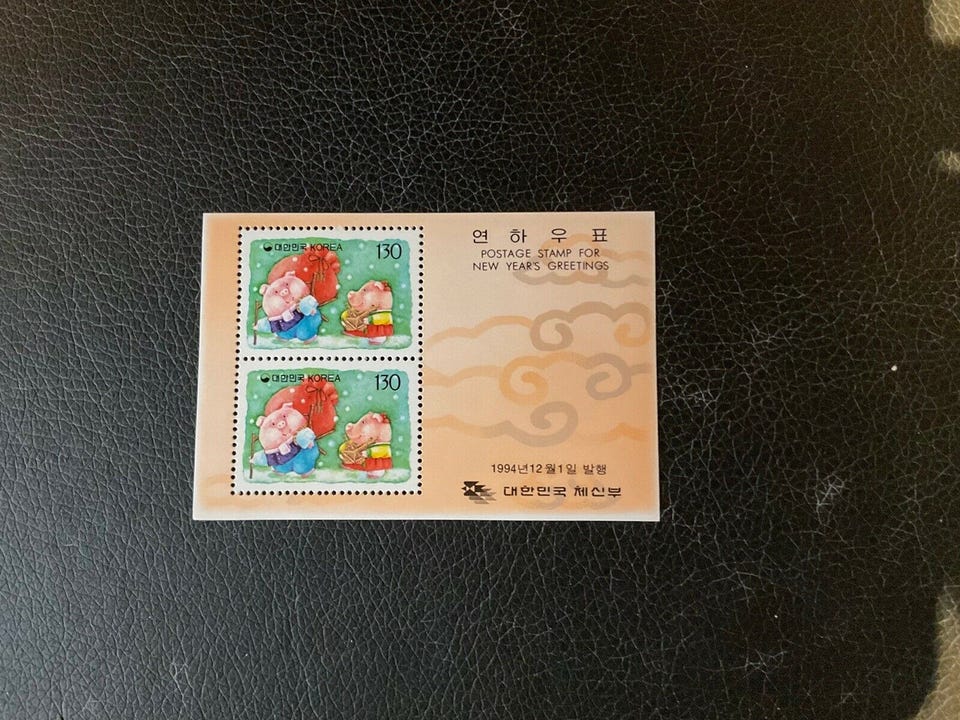 대한민국 KOREA 130
대한민국 KOREA 130
연하우표
POSTAGE STAMP FOR
NEW YEAR'S GREETINGS
1994년12월1일 발행
대한민국 체신부